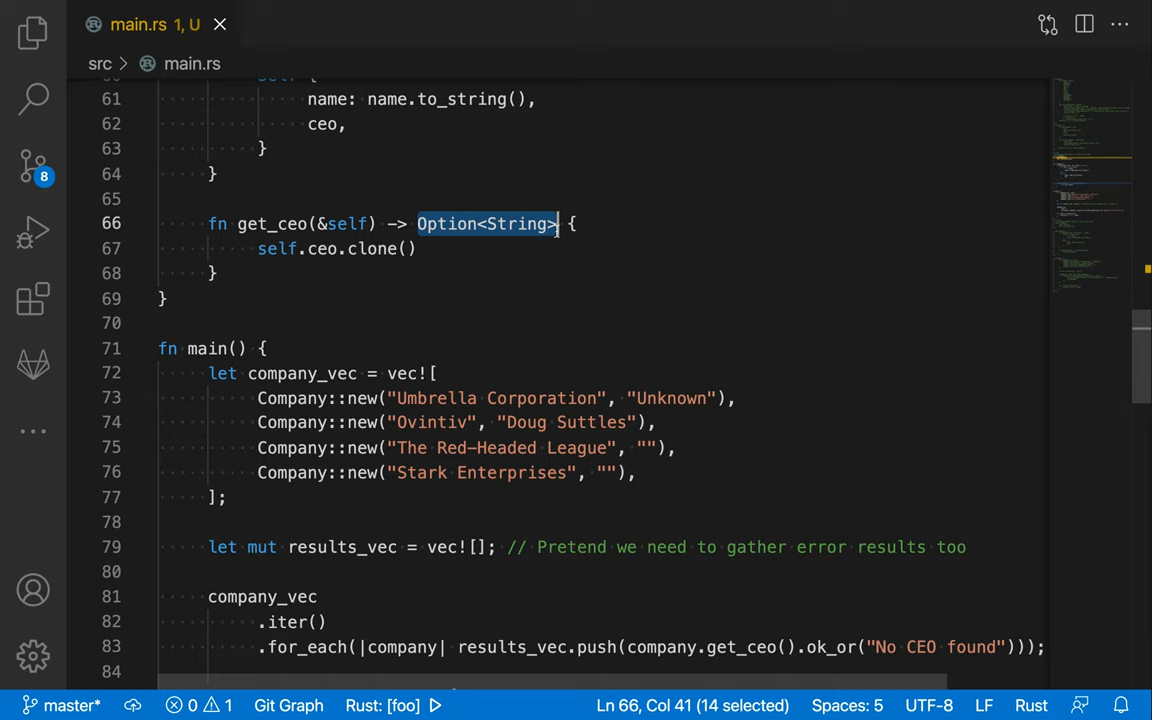 main.rs 1, U
src > main.rs
8
61 name: name.to_string(),
62 ceo,
63 }
64 }
65
66 fn get_ceo(&self) -> Option<String> {
67 self.ceo.clone()
68 }
69 }
70
71 fn main() {
72 let company_vec = vec![
73 Company::new("Umbrella Corporation", "Unknown"),
74 Company::new("Ovintiv", "Doug Suttles"),
75 Company::new("The Red-Headed League", ""),
76 Company::new("Stark Enterprises", ""),
77 ];
78
79 let mut results_vec = vec![]; // Pretend we need to gather error results too
80
81 company_vec
82 .iter()
83 .for_each(|company| results_vec.push(company.get_ceo().ok_or("No CEO found")));
84
master* 0 1 Git Graph Rust: [foo] Ln 66, Col 41 (14 selected) Spaces: 5 UTF-8 LF Rust